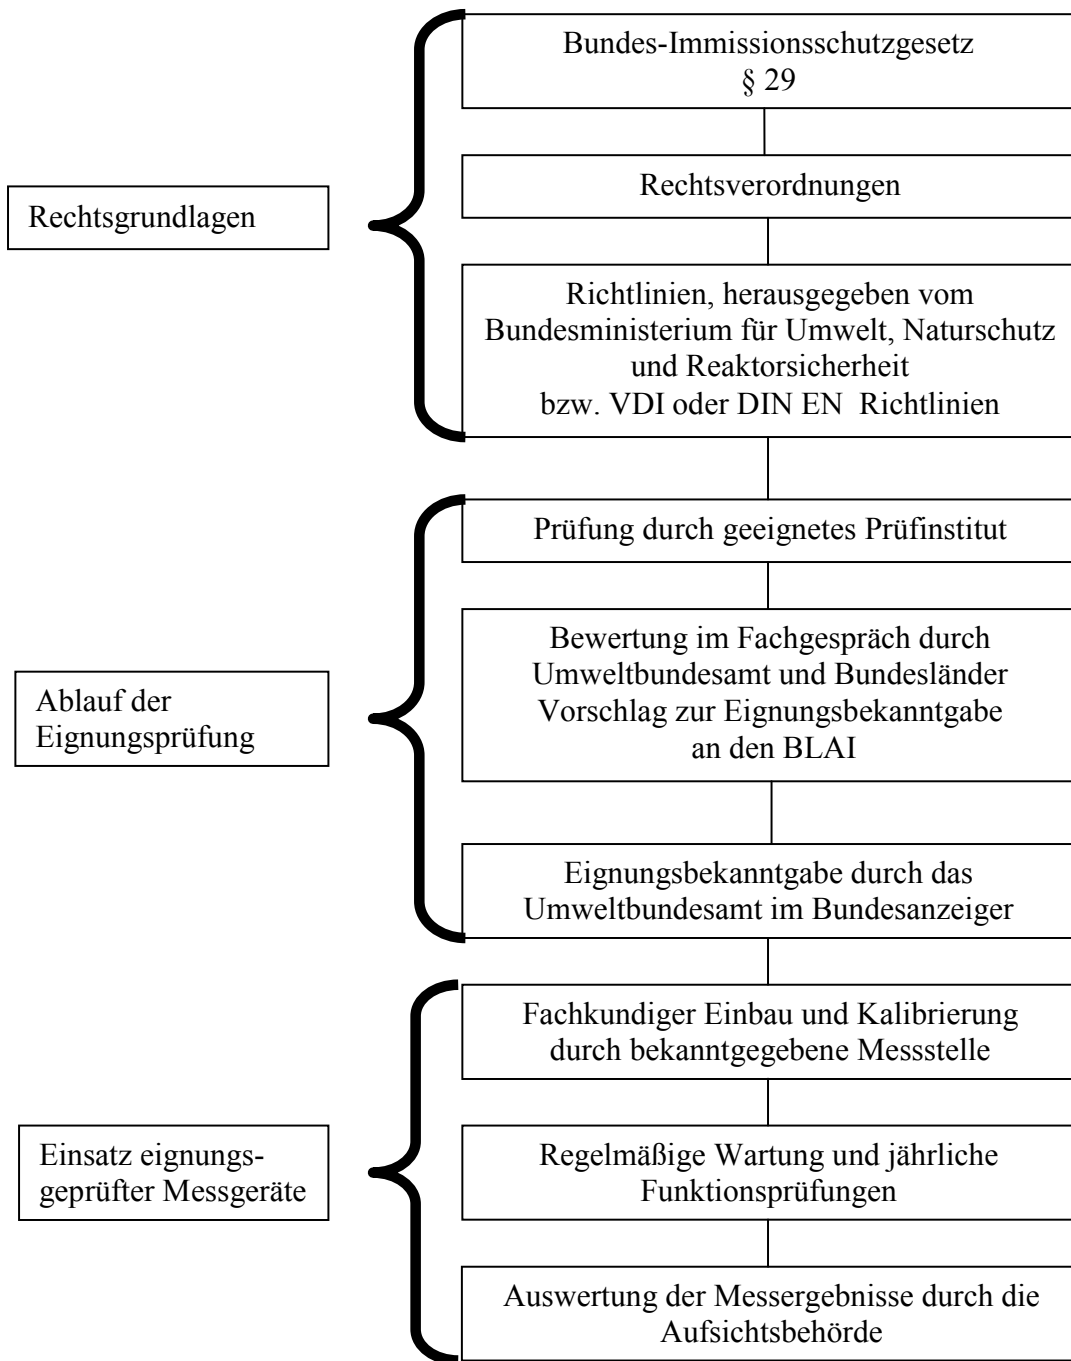 Rechtsgrundlagen
Bundes-Immissionsschutzgesetz
§ 29
Rechtsverordnungen
Richtlinien, herausgegeben vom
Bundesministerium für Umwelt, Naturschutz
und Reaktorsicherheit
bzw. VDI oder DIN EN Richtlinien
Ablauf der
Eignungsprüfung
Prüfung durch geeignetes Prüfinstitut
Bewertung im Fachgespräch durch
Umweltbundesamt und Bundesländer
Vorschlag zur Eignungsbekanntgabe
an den BLAI
Eignungsbekanntgabe durch das
Umweltbundesamt im Bundesanzeiger
Einsatz eignungs-
geprüfter Messgeräte
Fachkundiger Einbau und Kalibrierung
durch bekanntgegebene Messstelle
Regelmäßige Wartung und jährliche
Funktionsprüfungen
Auswertung der Messergebnisse durch die
Aufsichtsbehörde